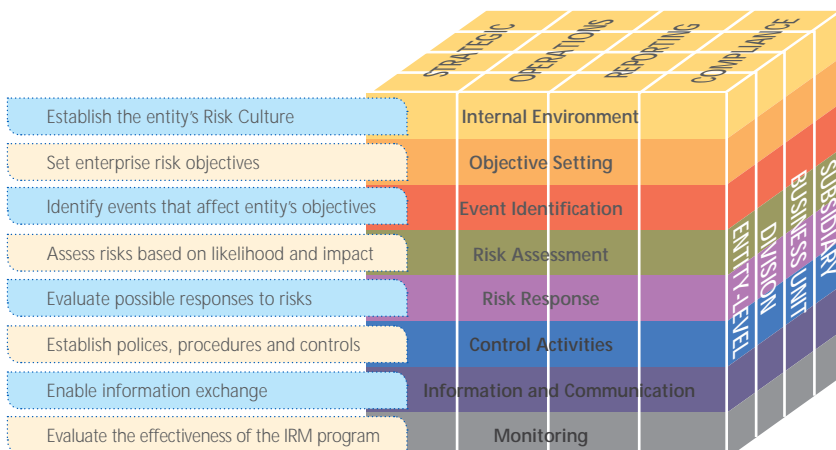 STRATEGIC
OPERATIONS
REPORTING
COMPLIANCE
Establish the entity's Risk Culture
Internal Environment
Set enterprise risk objectives
Objective Setting
Identify events that affect entity's objectives
Event Identification
Assess risks based on likelihood and impact
Risk Assessment
Evaluate possible responses to risks
Risk Response
Establish polices, procedures and controls
Control Activities
Enable information exchange
Information and Communication
Evaluate the effectiveness of the IRM program
Monitoring
ENTITY-LEVEL
DIVISION
BUSINESS UNIT
SUBSIDIARY